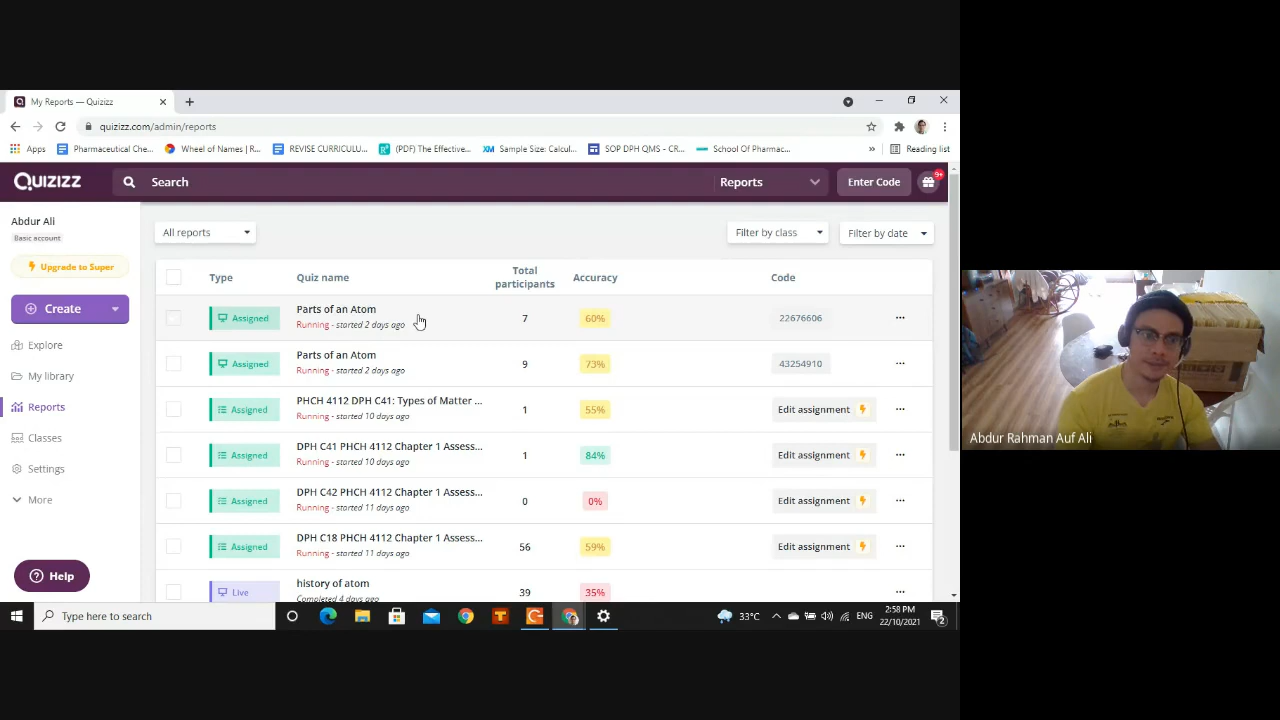 My Reports — Quizizz
quizizz.com/admin/reports
Apps
Pharmaceutical Che...
Wheel of Names | R...
REVISE CURRICULU...
(PDF) The Effective...
XM Sample Size: Calcul...
SOP DPH QMS – CR...
School Of Pharmac...
»
Reading list
QUIZIZZ
Search
Reports
Enter Code
9+
Abdur Ali
Basic account
Upgrade to Super
Create
Explore
My library
Reports
Classes
Settings
More
Help
All reports
Filter by class
Filter by date
Type Quiz name Total participants Accuracy Code
Assigned Parts of an Atom 7 60% 22676606
Running - started 2 days ago
Assigned Parts of an Atom 9 73% 43254910
Running - started 2 days ago
Assigned PHCH 4112 DPH C41: Types of Matter ... 1 55% Edit assignment
Running - started 10 days ago
Assigned DPH C41 PHCH 4112 Chapter 1 Assess... 1 84% Edit assignment
Running - started 10 days ago
Assigned DPH C42 PHCH 4112 Chapter 1 Assess... 0 0% Edit assignment
Running - started 11 days ago
Assigned DPH C18 PHCH 4112 Chapter 1 Assess... 56 59% Edit assignment
Running - started 11 days ago
Live history of atom 39 35%
Completed 4 days ago
Type here to search
33°C
ENG
2:58 PM
22/10/2021
2
Abdur Rahman Auf Ali